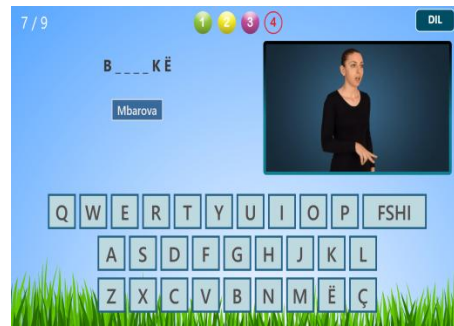 7 / 9
1 2 3 4
DIL
B _ _ _ _ K Ë
Mbarova
Q W E R T Y U I O P FSHI
A S D F G H J K L
Z X C V B N M Ë Ç